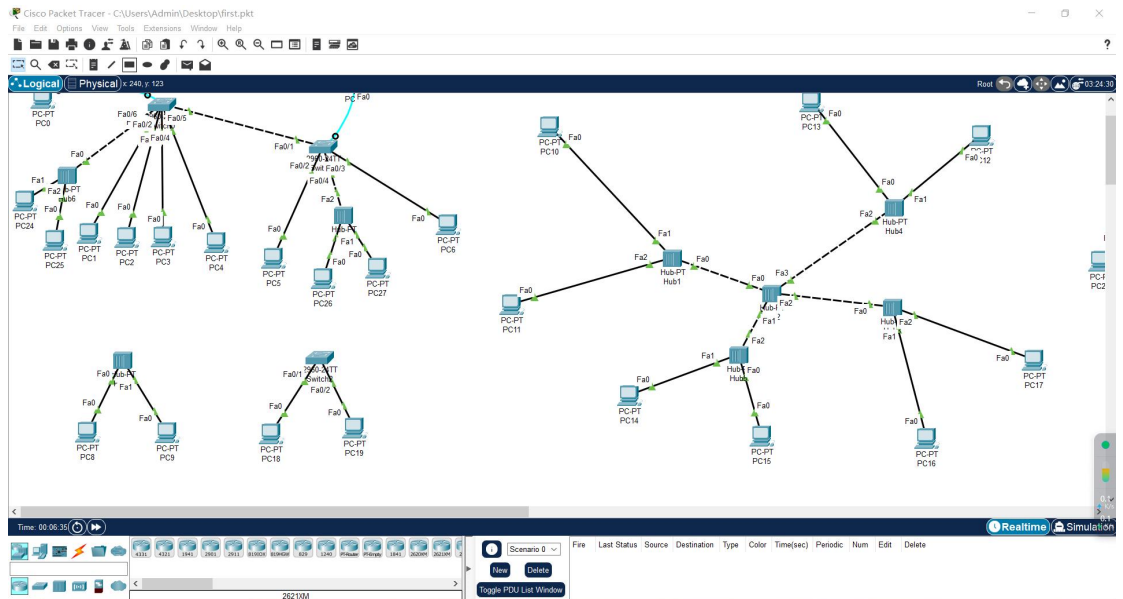 Cisco Packet Tracer - C:\Users\Admin\Desktop\first.pkt
File Edit Options View Tools Extensions Window Help
?
Logical Physical x: 240, y: 123 Root 03:24:30
PC-PT
PC0
Fa0/6
Fa0/2
Fa0/5
Fa0/4
Fa0
Fa0/1
Fa0/2
Fa0/3
Fa0/4
2950-24TT
Fa0
Fa1
Fa2
PC-PT
PC24
Fa0
PC-PT
PC25
Fa0
PC-PT
PC1
Fa0
PC-PT
PC2
Fa0
PC-PT
PC3
Fa0
PC-PT
PC4
Fa2
Fa1
Fa0
Fa0
PC-PT
PC6
Fa0
PC-PT
PC5
Fa0
PC-PT
PC26
Fa0
PC-PT
PC27
Fa0
PC-PT
PC10
Fa0
PC-PT
PC13
Fa0
Fa0
Fa1
Fa2
Hub-PT
Hub4
Fa1
Fa2
Fa0
Hub-PT
Hub1
Fa0
PC-PT
PC11
Fa0
Fa3
Fa2
Fa1
Fa0
Fa2
Fa1
Fa2
Fa1
Fa0
Fa0
PC-PT
PC14
Fa0
PC-PT
PC15
Fa0
PC-PT
PC16
Fa0
PC-PT
PC17
Fa0
Fa1
Fa0
PC-PT
PC8
Fa0
PC-PT
PC9
Fa0/1
2950-24TT
Switch2
Fa0/2
Fa0
PC-PT
PC18
Fa0
PC-PT
PC19
Time: 00:06:35 Realtime Simulation
4331 4321 1941 2901 2911 819IOX 819HGW 829 1240 PT-Router PT-Empty 1841 2620XM 2621XM
2621XM
Scenario 0
New Delete
Toggle PDU List Window
Fire Last Status Source Destination Type Color Time(sec) Periodic Num Edit Delete